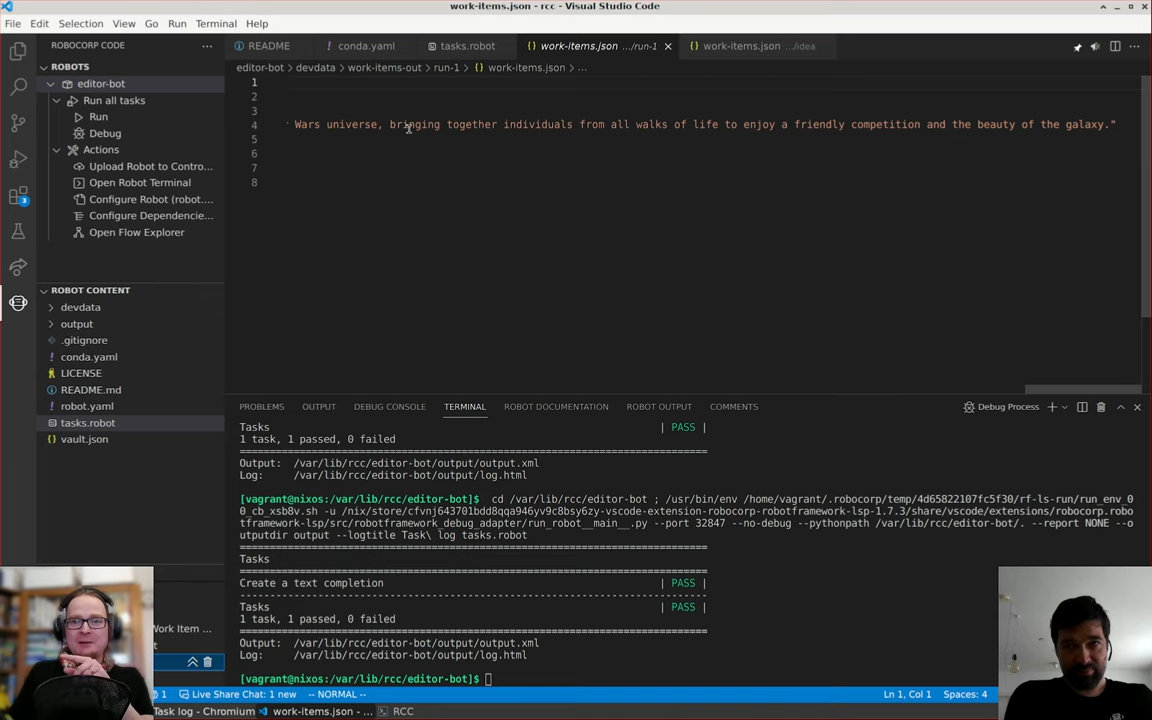 work-items.json - rcc - Visual Studio Code
File Edit Selection View Go Run Terminal Help
ROBOCORP CODE
ROBOTS
editor-bot
Run all tasks
Run
Debug
Actions
Upload Robot to Contro...
Open Robot Terminal
Configure Robot (robot....
Configure Dependencie...
Open Flow Explorer
3
ROBOT CONTENT
devdata
output
.gitignore
conda.yaml
LICENSE
README.md
robot.yaml
tasks.robot
vault.json
Work Item ...
README
conda.yaml
tasks.robot
work-items.json .../run-1
work-items.json .../idea
editor-bot > devdata > work-items-out > run-1 > {} work-items.json > ...
1
2
3
4 Wars universe, bringing together individuals from all walks of life to enjoy a friendly competition and the beauty of the galaxy."
5
6
7
8
PROBLEMS OUTPUT DEBUG CONSOLE TERMINAL ROBOT DOCUMENTATION ROBOT OUTPUT COMMENTS
Debug Process
Tasks | PASS |
1 task, 1 passed, 0 failed
==============================================================================
Output: /var/lib/rcc/editor-bot/output/output.xml
Log: /var/lib/rcc/editor-bot/output/log.html
[vagrant@nixos:/var/lib/rcc/editor-bot]$ cd /var/lib/rcc/editor-bot ; /usr/bin/env /home/vagrant/.robocorp/temp/4d65822107fc5f30/rf-ls-run/run_env_0
0_cb_xsb8v.sh -u /nix/store/cfvnj643701bdd8qqa946yv9c8bsy6zy-vscode-extension-robocorp-robotframework-lsp-1.7.3/share/vscode/extensions/robocorp.robo
tframework-lsp/src/robotframework_debug_adapter/run_robot__main__.py --port 32847 --no-debug --pythonpath /var/lib/rcc/editor-bot/. --report NONE --o
utputdir output --logtitle Task\ log tasks.robot
==============================================================================
Tasks
==============================================================================
Create a text completion | PASS |
------------------------------------------------------------------------------
Tasks | PASS |
1 task, 1 passed, 0 failed
==============================================================================
Output: /var/lib/rcc/editor-bot/output/output.xml
Log: /var/lib/rcc/editor-bot/output/log.html
[vagrant@nixos:/var/lib/rcc/editor-bot]$
1 Live Share Chat: 1 new -- NORMAL -- Ln 1, Col 1 Spaces: 4
Task log - Chromium work-items.json - ... RCC